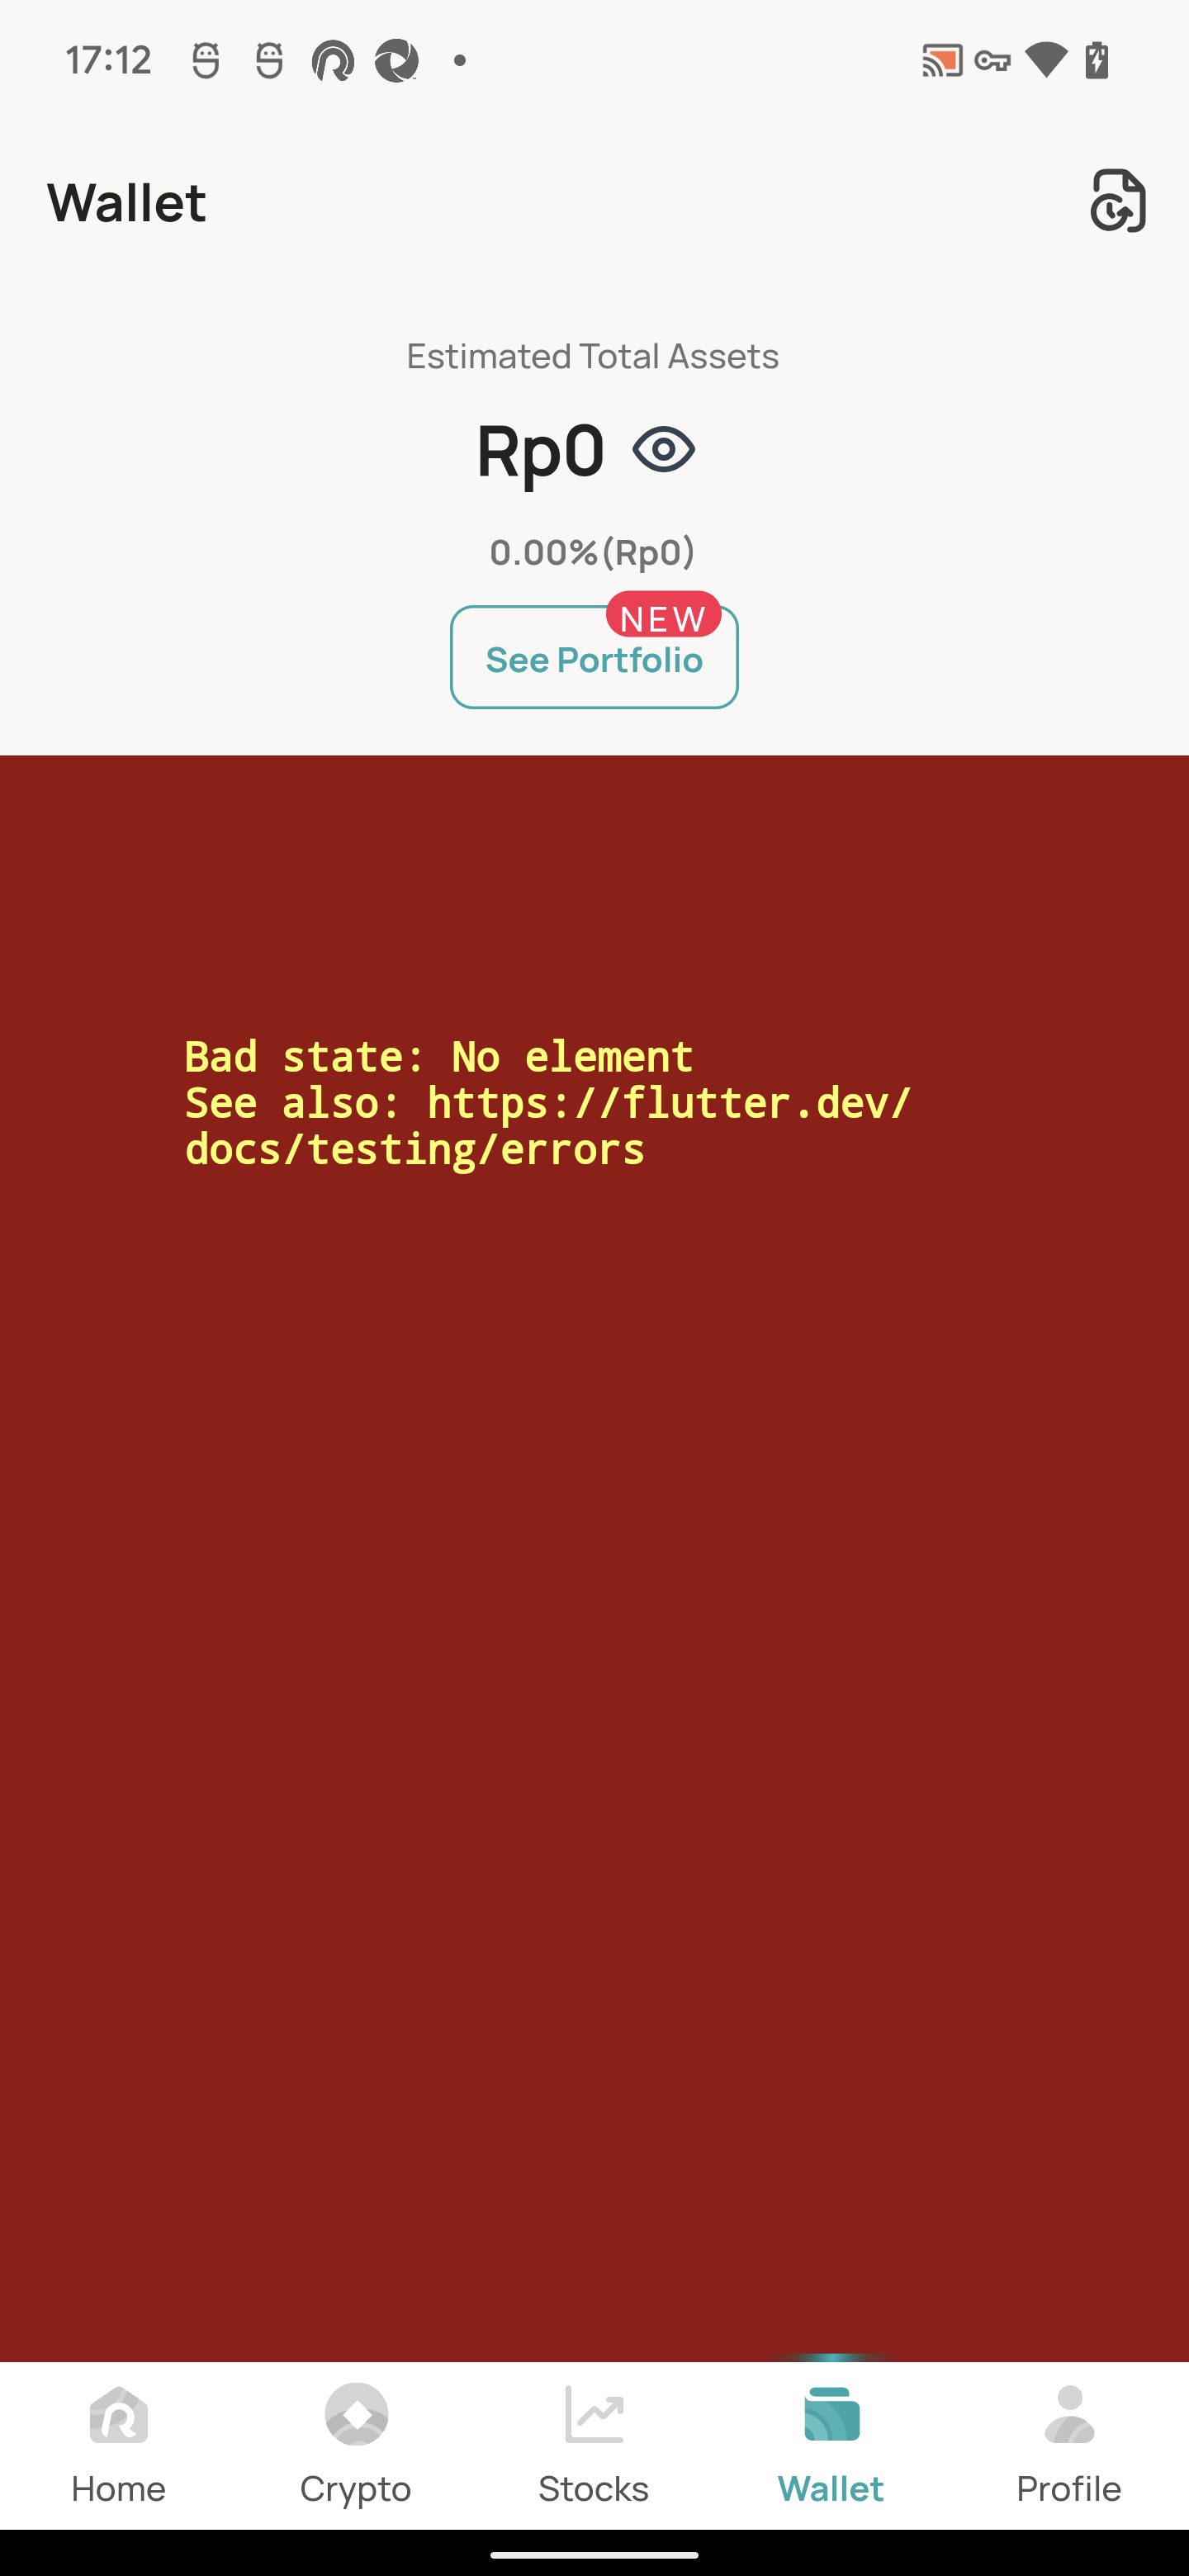 17:12
Wallet
Estimated Total Assets
Rp0
0.00%(Rp0)
NEW
See Portfolio
Bad state: No element
See also: https://flutter.dev/
docs/testing/errors
Home
Crypto
Stocks
Wallet
Profile